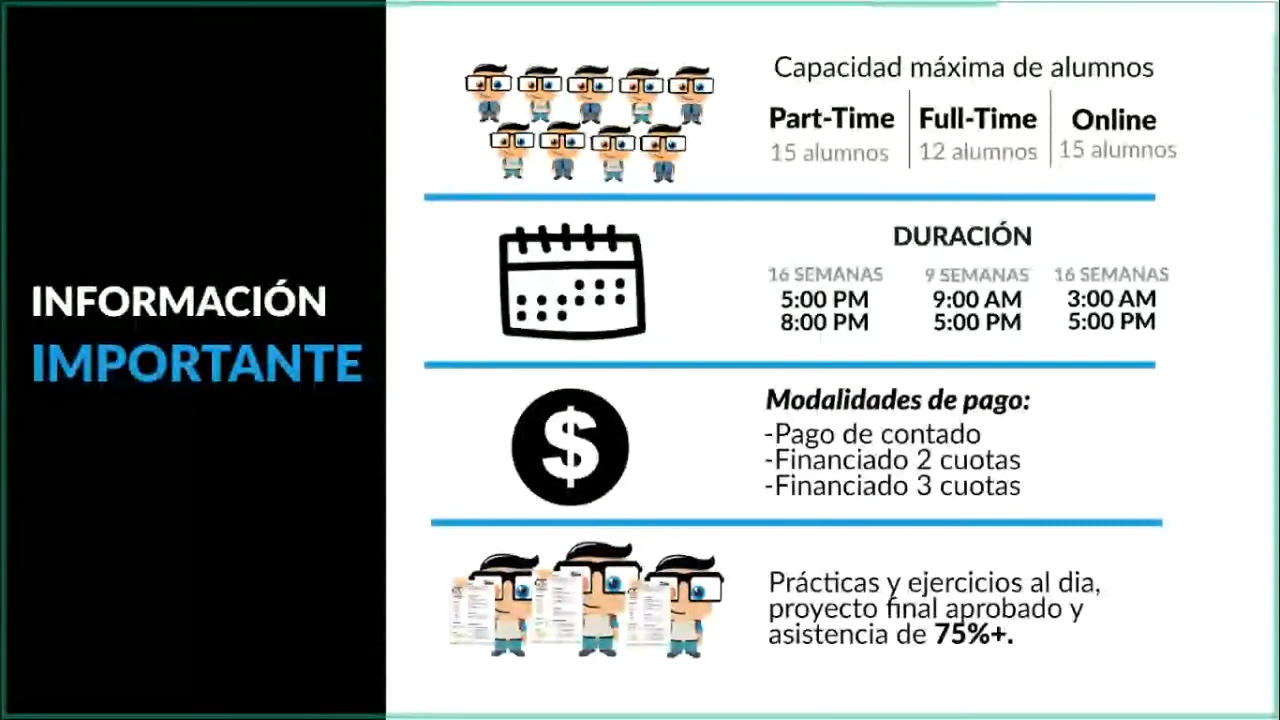 INFORMACIÓN
IMPORTANTE
Capacidad máxima de alumnos
Part-Time Full-Time Online
15 alumnos 12 alumnos 15 alumnos
DURACIÓN
16 SEMANAS 9 SEMANAS 16 SEMANAS
5:00 PM 9:00 AM 3:00 AM
8:00 PM 5:00 PM 5:00 PM
Modalidades de pago:
-Pago de contado
-Financiado 2 cuotas
-Financiado 3 cuotas
Prácticas y ejercicios al dia,
proyecto final aprobado y
asistencia de 75%+.